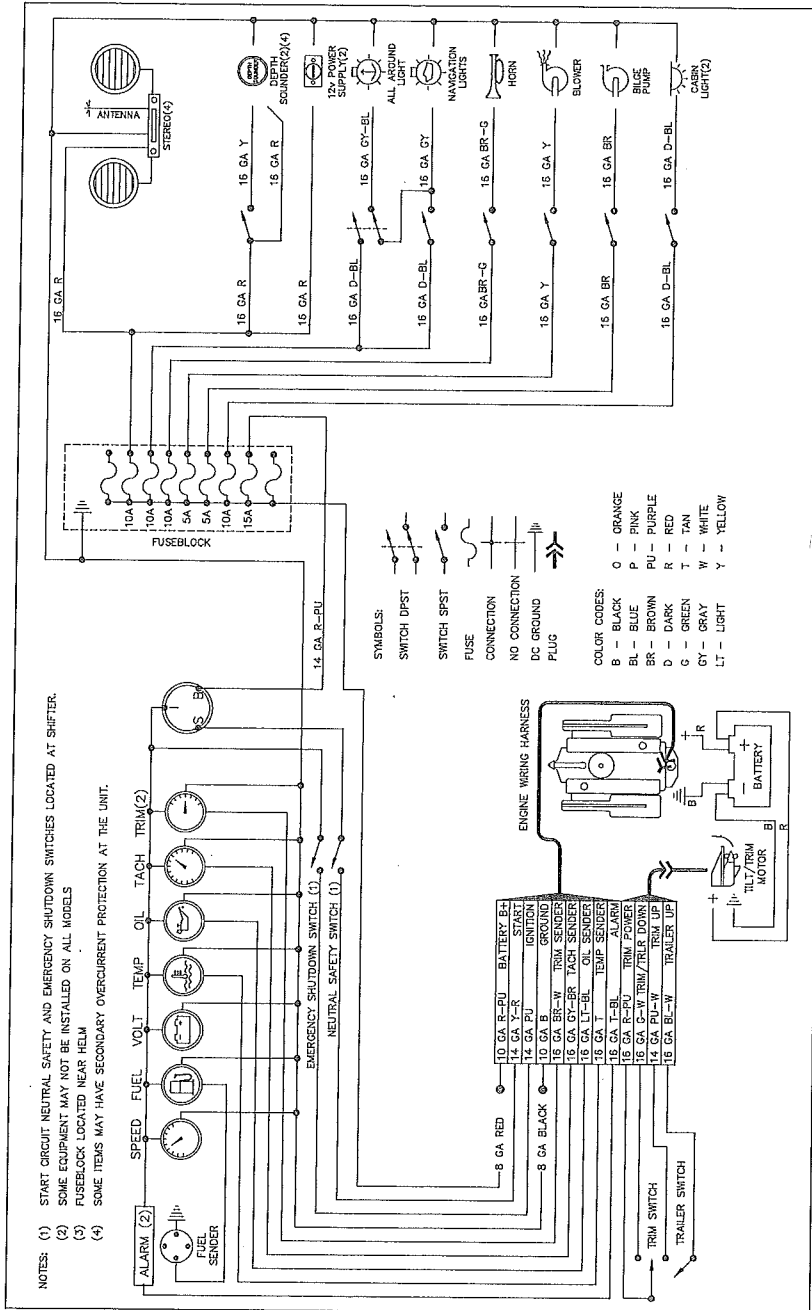 NOTES: (1) START CIRCUIT NEUTRAL SAFETY AND EMERGENCY SHUTDOWN SWITCHES LOCATED AT SHIFTER.
(2) SOME EQUIPMENT MAY NOT BE INSTALLED ON ALL MODELS
(3) FUSEBLOCK LOCATED NEAR HELM
(4) SOME ITEMS MAY HAVE SECONDARY OVERCURRENT PROTECTION AT THE UNIT.
ALARM (2)
SPEED
FUEL
VOLT
TEMP
OIL
TACH
TRIM(2)
I
S
B
FUEL
SENDER
EMERGENCY SHUTDOWN SWITCH (1)
NEUTRAL SAFETY SWITCH (1)
14 GA R-PU
FUSEBLOCK
10A
10A
10A
5A
5A
10A
15A
16 GA R
ANTENNA
STEREO(4)
16 GA R
16 GA R
16 GA Y
16 GA R
DEPTH
SOUNDER
DEPTH
SOUNDER(2)(4)
16 GA R
12v POWER
SUPPLY(2)
16 GA D-BL
16 GA GY-BL
ALL AROUND
LIGHT
16 GA D-BL
16 GA GY
NAVIGATION
LIGHTS
16 GABR-G
16 GA BR-G
HORN
16 GA Y
16 GA Y
BLOWER
16 GA BR
16 GA BR
BILGE
PUMP
16 GA D-BL
16 GA D-BL
CABIN
LIGHT(2)
SYMBOLS:
SWITCH DPST
SWITCH SPST
FUSE
CONNECTION
NO CONNECTION
DC GROUND
PLUG
COLOR CODES:
B – BLACK O – ORANGE
BL – BLUE P – PINK
BR – BROWN PU – PURPLE
D – DARK R – RED
G – GREEN T – TAN
GY – GRAY W – WHITE
LT – LIGHT Y – YELLOW
8 GA RED
8 GA BLACK
10 GA R-PU BATTERY B+
14 GA Y-R START
14 GA PU IGNITION
10 GA B GROUND
16 GA BR-W TRIM SENDER
16 GA GY-BR TACH SENDER
16 GA LT-BL OIL SENDER
16 GA T TEMP SENDER
16 GA T-BL ALARM
16 GA R-PU TRIM POWER
16 GA G-W TRIM/TRLR DOWN
14 GA PU-W TRIM UP
16 GA BL-W TRAILER UP
TRIM SWITCH
TRAILER SWITCH
ENGINE WIRING HARNESS
TILT/TRIM
MOTOR
+
B
R
B
R
- +
BATTERY
- +